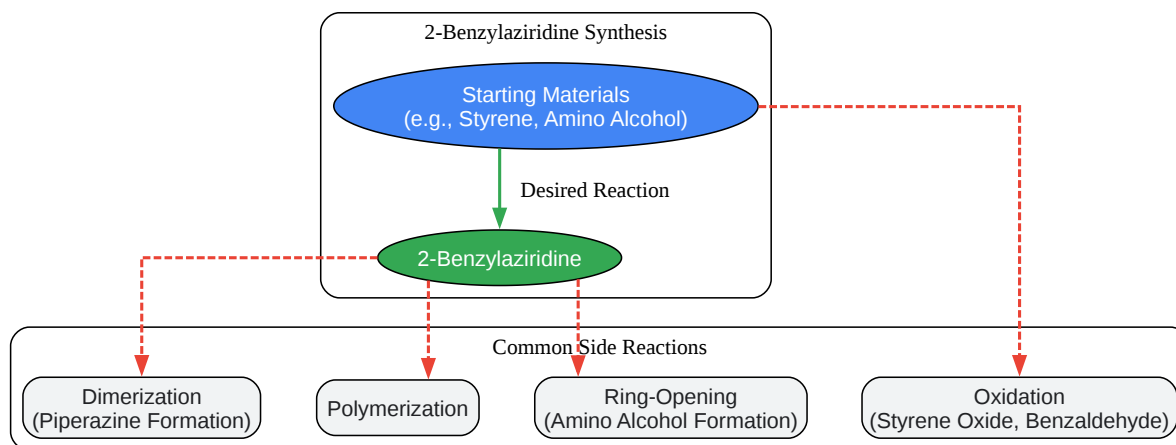 2-Benzylaziridine Synthesis
Starting Materials
(e.g., Styrene, Amino Alcohol)
Desired Reaction
2-Benzylaziridine
Common Side Reactions
Dimerization
(Piperazine Formation)
Polymerization
Ring-Opening
(Amino Alcohol Formation)
Oxidation
(Styrene Oxide, Benzaldehyde)